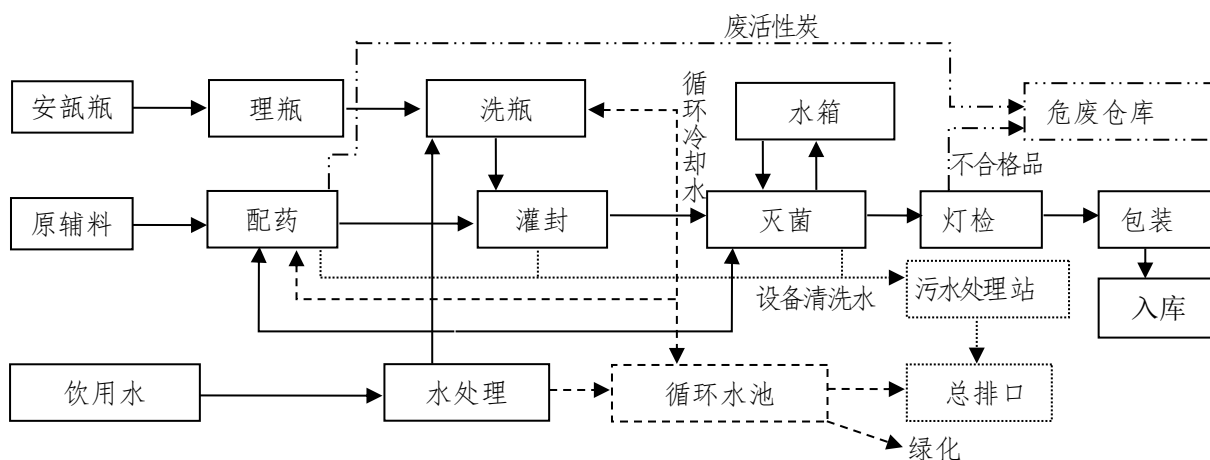 废活性炭
安瓿瓶
理瓶
洗瓶
循环冷却水
水箱
危废仓库
不合格品
原辅料
配药
灌封
灭菌
灯检
包装
设备清洗水
污水处理站
入库
饮用水
水处理
循环水池
总排口
绿化